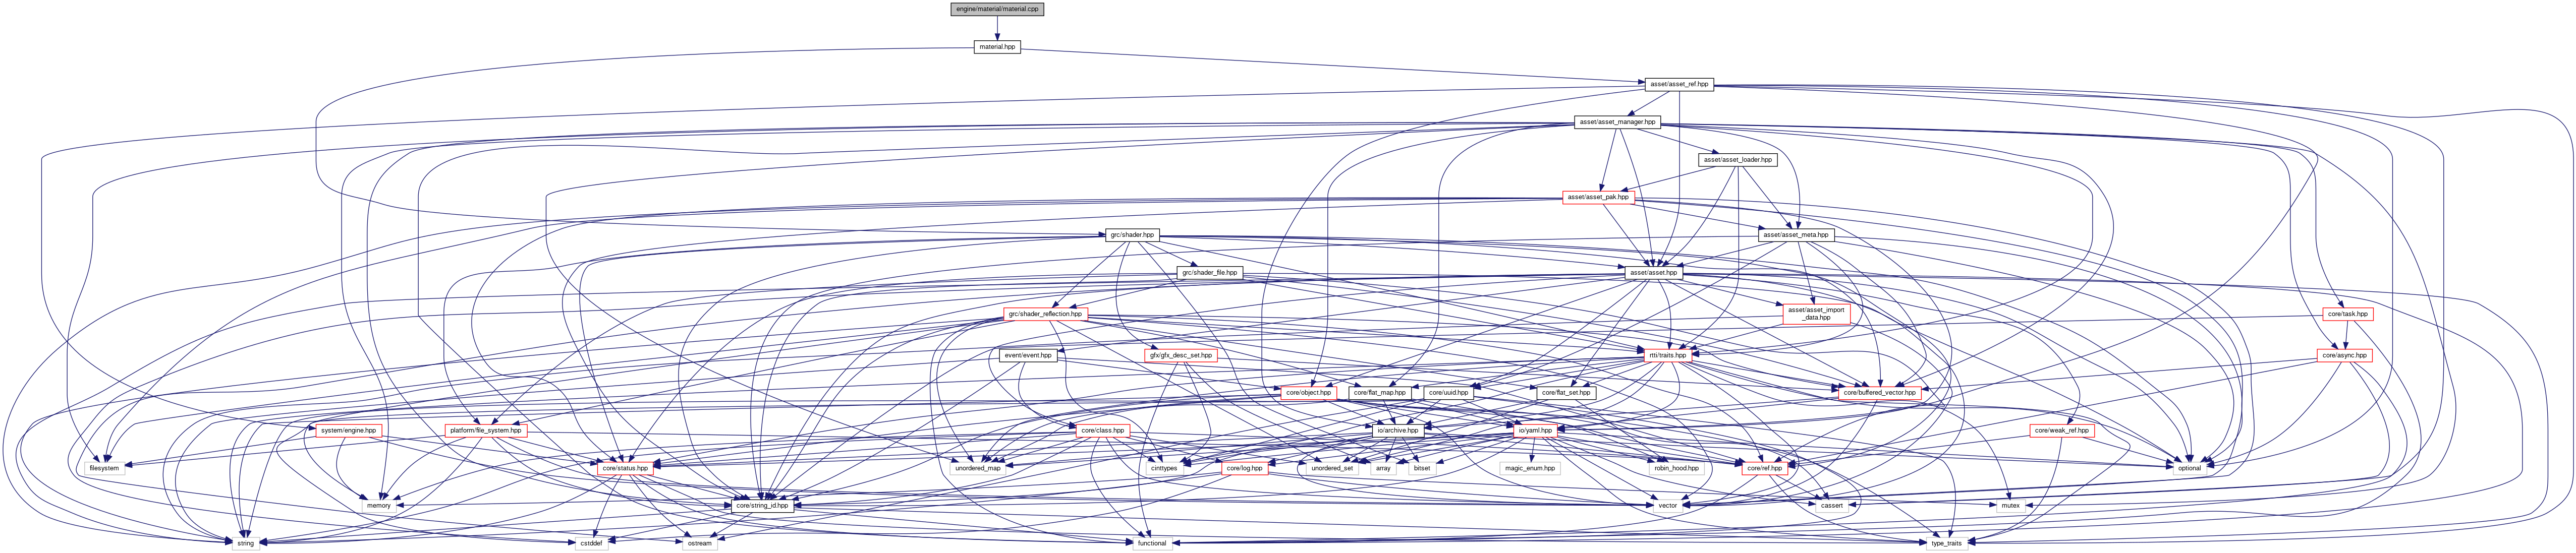 engine/material/material.cpp
material.hpp
asset/asset_ref.hpp
asset/asset_manager.hpp
asset/asset_loader.hpp
asset/asset_pak.hpp
grc/shader.hpp
asset/asset_meta.hpp
grc/shader_file.hpp
asset/asset.hpp
grc/shader_reflection.hpp
asset/asset_import
_data.hpp
core/task.hpp
event/event.hpp
gfx/gfx_desc_set.hpp
rtti/traits.hpp
core/async.hpp
core/object.hpp
core/flat_map.hpp
core/uuid.hpp
core/flat_set.hpp
core/buffered_vector.hpp
system/engine.hpp
platform/file_system.hpp
core/class.hpp
io/archive.hpp
io/yaml.hpp
core/weak_ref.hpp
filesystem
core/status.hpp
unordered_map
cinttypes
core/log.hpp
unordered_set
array
bitset
magic_enum.hpp
robin_hood.hpp
core/ref.hpp
optional
memory
core/string_id.hpp
vector
cassert
mutex
string
cstddef
ostream
functional
type_traits